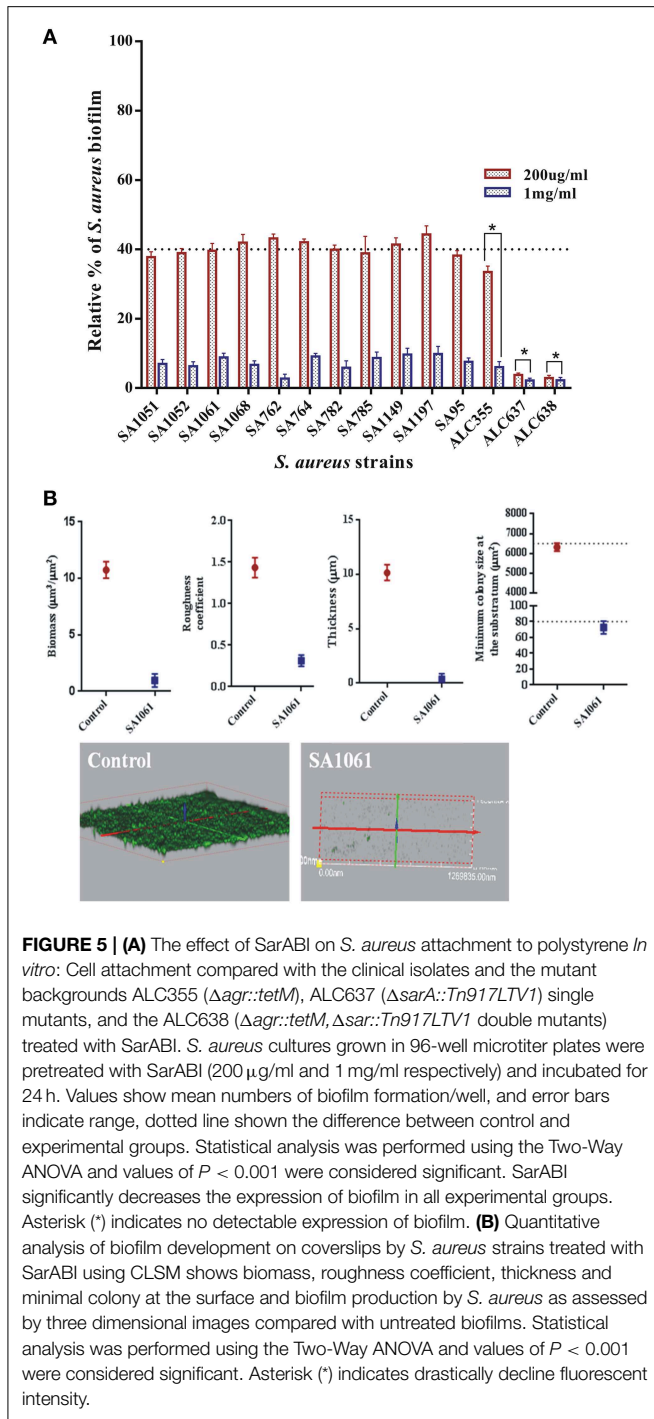 A
100
80
60
40
20
0
Relative % of S. aureus biofilm
200ug/ml
1mg/ml
*
*
*
SA1051
SA1052
SA1061
SA1068
SA762
SA764
SA782
SA785
SA1149
SA1197
SA95
ALC355
ALC637
ALC638
S. aureus strains
B
15
10
5
0
Biomass (μm³/μm²)
Control
SA1061
2.0
1.5
1.0
0.5
0.0
Roughness
coefficient
Control
SA1061
15
10
5
0
Thickness (μm)
Control
SA1061
8000
7000
6000
5000
4000
3000
2000
100
80
60
40
20
0
Minimum colony size at
the substratum (μm²)
Control
SA1061
Control
SA1061
0.00nm
1269835.00nm
FIGURE 5 | (A) The effect of SarABI on S. aureus attachment to polystyrene In
vitro: Cell attachment compared with the clinical isolates and the mutant
backgrounds ALC355 (Δagr::tetM), ALC637 (ΔsarA::Tn917LTV1) single
mutants, and the ALC638 (Δagr::tetM, Δsar::Tn917LTV1 double mutants)
treated with SarABI. S. aureus cultures grown in 96-well microtiter plates were
pretreated with SarABI (200 μg/ml and 1 mg/ml respectively) and incubated for
24 h. Values show mean numbers of biofilm formation/well, and error bars
indicate range, dotted line shown the difference between control and
experimental groups. Statistical analysis was performed using the Two-Way
ANOVA and values of P < 0.001 were considered significant. SarABI
significantly decreases the expression of biofilm in all experimental groups.
Asterisk (*) indicates no detectable expression of biofilm. (B) Quantitative
analysis of biofilm development on coverslips by S. aureus strains treated with
SarABI using CLSM shows biomass, roughness coefficient, thickness and
minimal colony at the surface and biofilm production by S. aureus as assessed
by three dimensional images compared with untreated biofilms. Statistical
analysis was performed using the Two-Way ANOVA and values of P < 0.001
were considered significant. Asterisk (*) indicates drastically decline fluorescent
intensity.